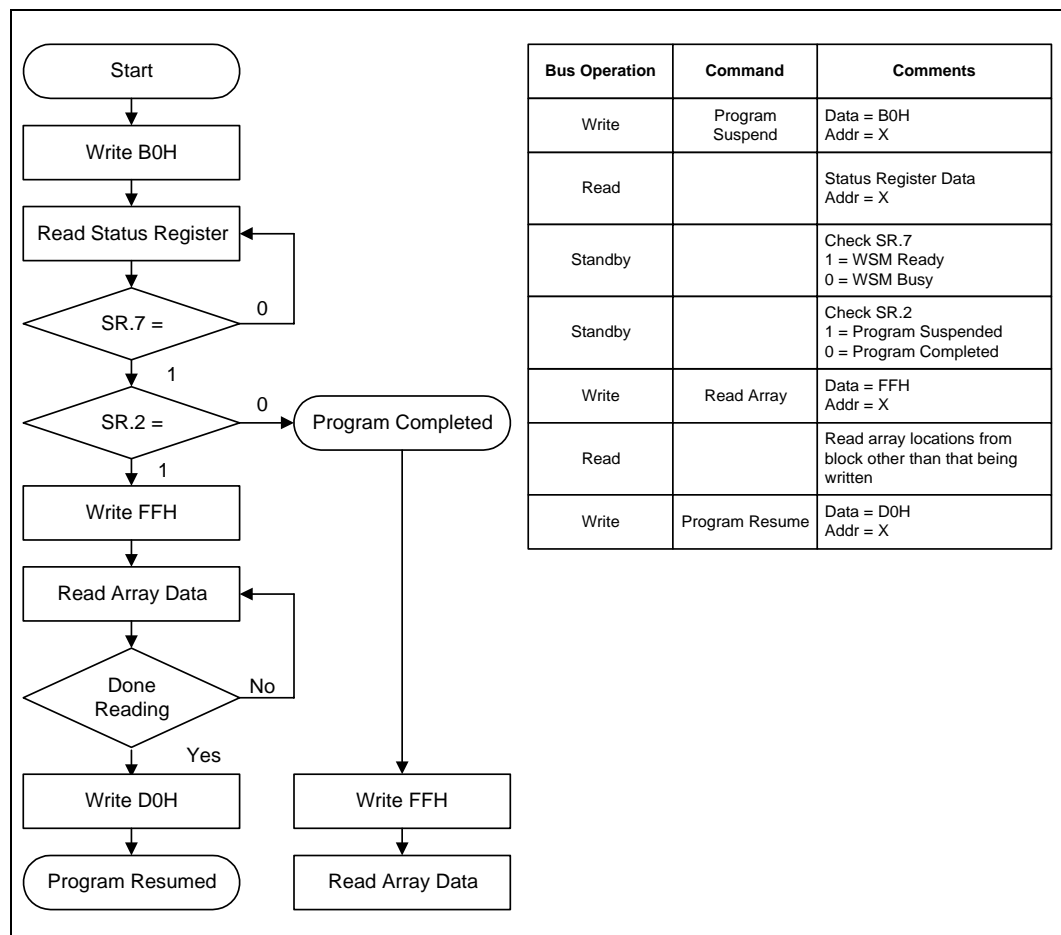 Start
Write B0H
Read Status Register
SR.7 =
0
1
SR.2 =
0
Program Completed
1
Write FFH
Read Array Data
Done
Reading
No
Yes
Write D0H
Write FFH
Program Resumed
Read Array Data
Bus Operation Command Comments
Write Program
Suspend Data = B0H
Addr = X
Read Status Register Data
Addr = X
Standby Check SR.7
1 = WSM Ready
0 = WSM Busy
Standby Check SR.2
1 = Program Suspended
0 = Program Completed
Write Read Array Data = FFH
Addr = X
Read Read array locations from
block other than that being
written
Write Program Resume Data = D0H
Addr = X